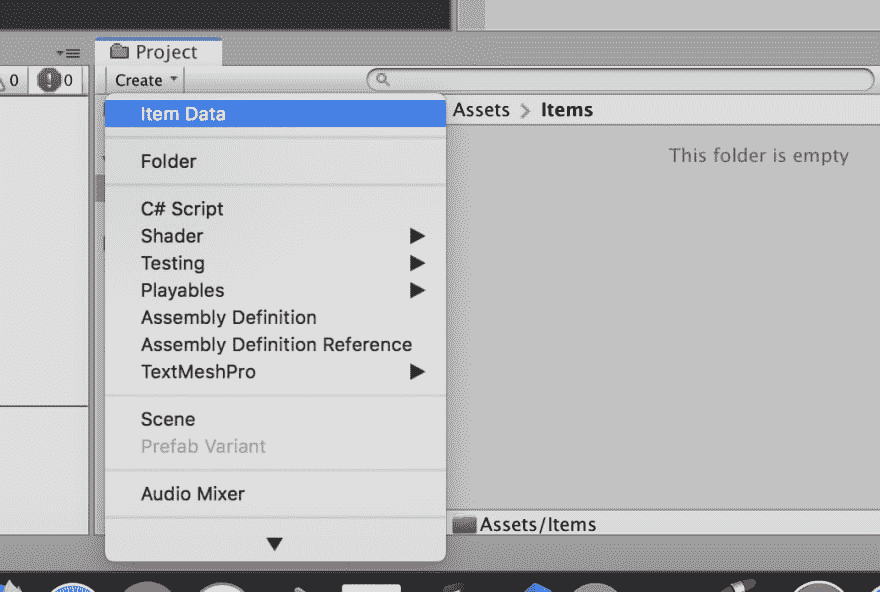 Project
0
0
Create
Item Data
Assets > Items
This folder is empty
Folder
C# Script
Shader
Testing
Playables
Assembly Definition
Assembly Definition Reference
TextMeshPro
Scene
Prefab Variant
Audio Mixer
Assets/Items